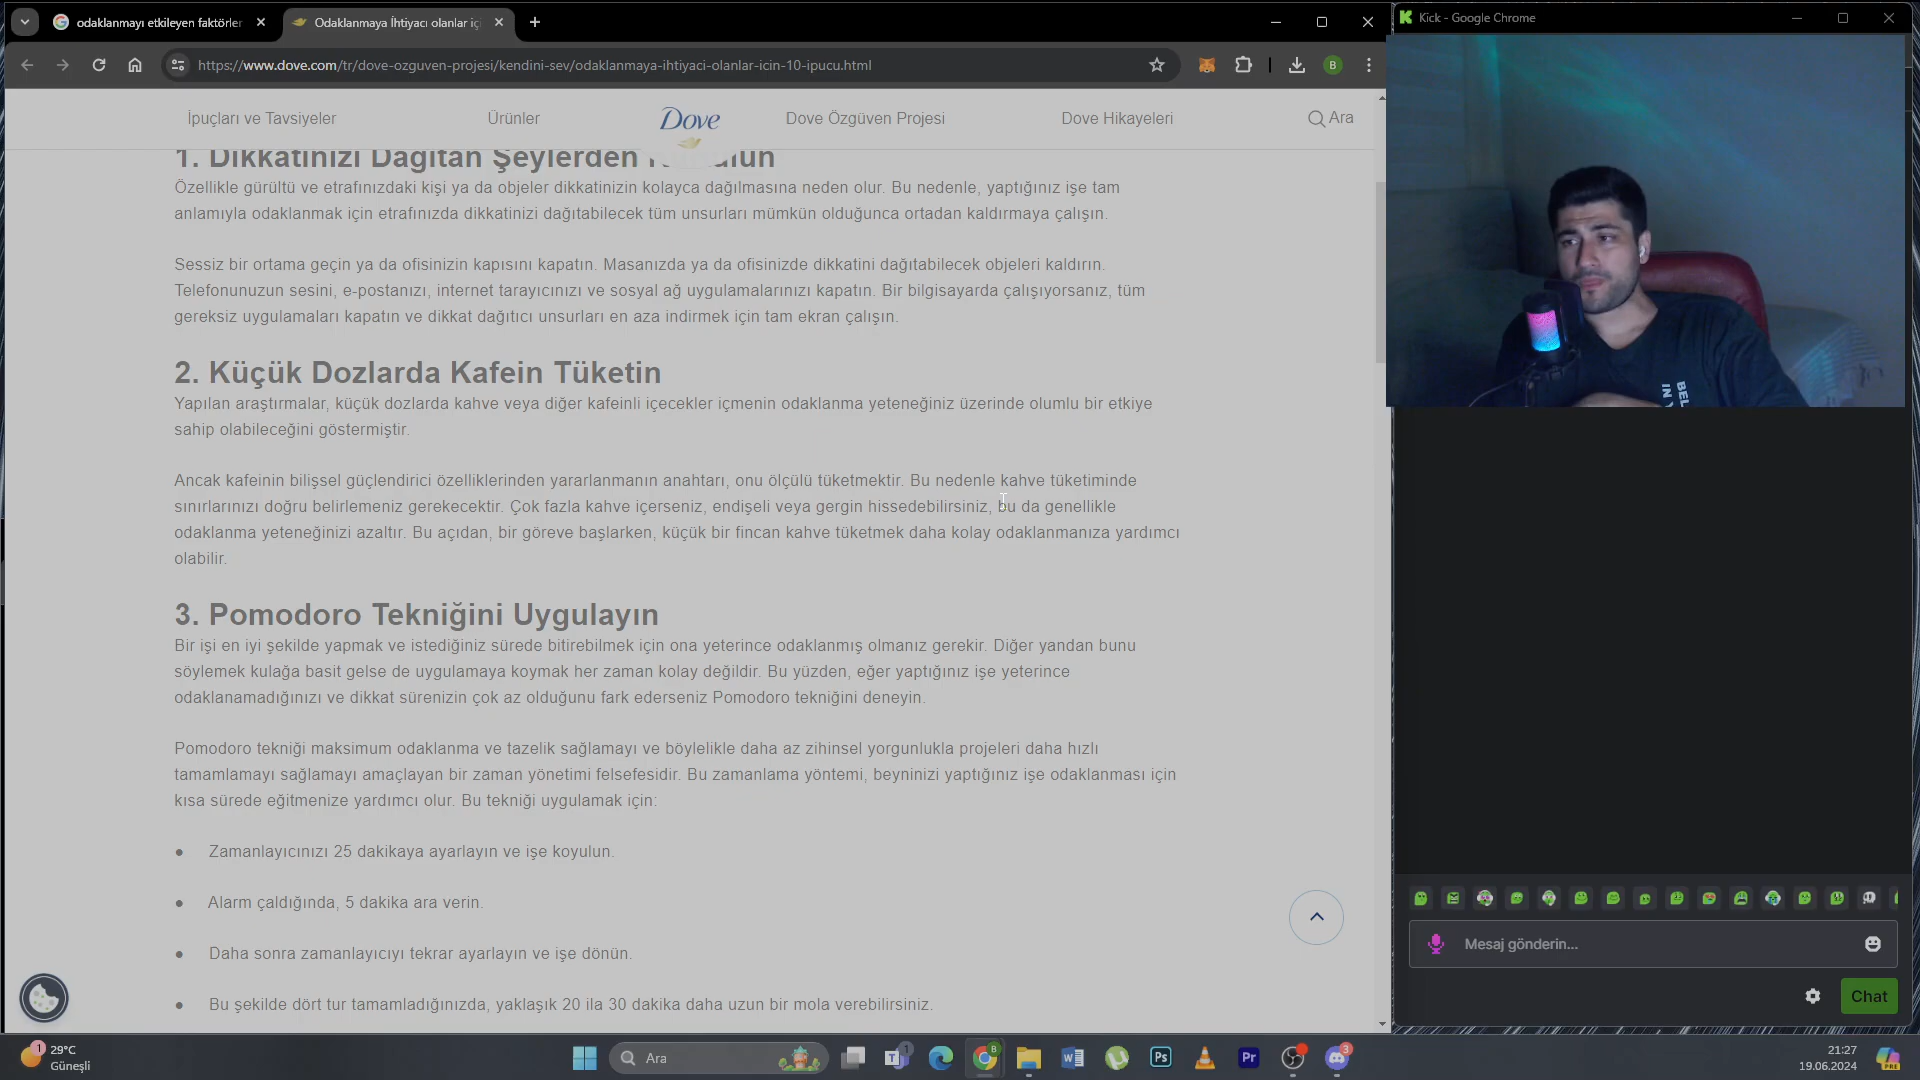 odaklanmayı etkileyen faktörler
Odaklanmaya İhtiyacı olanlar içi
Kick - Google Chrome
https://www.dove.com/tr/dove-ozguven-projesi/kendini-sev/odaklanmaya-ihtiyaci-olanlar-icin-10-ipucu.html
B
İpuçları ve Tavsiyeler
Ürünler
Dove
Dove Özgüven Projesi
Dove Hikayeleri
Ara
1. Dikkatinizi Dağıtan Şeylerden
Özellikle gürültü ve etrafınızdaki kişi ya da objeler dikkatinizin kolayca dağılmasına neden olur. Bu nedenle, yaptığınız işe tam
anlamıyla odaklanmak için etrafınızda dikkatinizi dağıtabilecek tüm unsurları mümkün olduğunca ortadan kaldırmaya çalışın.
Sessiz bir ortama geçin ya da ofisinizin kapısını kapatın. Masanızda ya da ofisinizde dikkatini dağıtabilecek objeleri kaldırın.
Telefonunuzun sesini, e-postanızı, internet tarayıcınızı ve sosyal ağ uygulamalarınızı kapatın. Bir bilgisayarda çalışıyorsanız, tüm
gereksiz uygulamaları kapatın ve dikkat dağıtıcı unsurları en aza indirmek için tam ekran çalışın.
2. Küçük Dozlarda Kafein Tüketin
Yapılan araştırmalar, küçük dozlarda kahve veya diğer kafeinli içecekler içmenin odaklanma yeteneğiniz üzerinde olumlu bir etkiye
sahip olabileceğini göstermiştir.
Ancak kafeinin bilişsel güçlendirici özelliklerinden yararlanmanın anahtarı, onu ölçülü tüketmektir. Bu nedenle kahve tüketiminde
sınırlarınızı doğru belirlemeniz gerekecektir. Çok fazla kahve içerseniz, endişeli veya gergin hissedebilirsiniz, bu da genellikle
odaklanma yeteneğinizi azaltır. Bu açıdan, bir göreve başlarken, küçük bir fincan kahve tüketmek daha kolay odaklanmanıza yardımcı
olabilir.
3. Pomodoro Tekniğini Uygulayın
Bir işi en iyi şekilde yapmak ve istediğiniz sürede bitirebilmek için ona yeterince odaklanmış olmanız gerekir. Diğer yandan bunu
söylemek kulağa basit gelse de uygulamaya koymak her zaman kolay değildir. Bu yüzden, eğer yaptığınız işe yeterince
odaklanamadığınızı ve dikkat sürenizin çok az olduğunu fark ederseniz Pomodoro tekniğini deneyin.
Pomodoro tekniği maksimum odaklanma ve tazelik sağlamayı ve böylelikle daha az zihinsel yorgunlukla projeleri daha hızlı
tamamlamayı sağlamayı amaçlayan bir zaman yönetimi felsefesidir. Bu zamanlama yöntemi, beyninizi yaptığınız işe odaklanması için
kısa sürede eğitmenize yardımcı olur. Bu tekniği uygulamak için:
• Zamanlayıcınızı 25 dakikaya ayarlayın ve işe koyulun.
• Alarm çaldığında, 5 dakika ara verin.
• Daha sonra zamanlayıcıyı tekrar ayarlayın ve işe dönün.
• Bu şekilde dört tur tamamladığınızda, yaklaşık 20 ila 30 dakika daha uzun bir mola verebilirsiniz.
BEL
IN
Mesaj gönderin...
Chat
1
29°C
Güneşli
Ara
1
B
Ps
Pr
3
21:27
19.06.2024